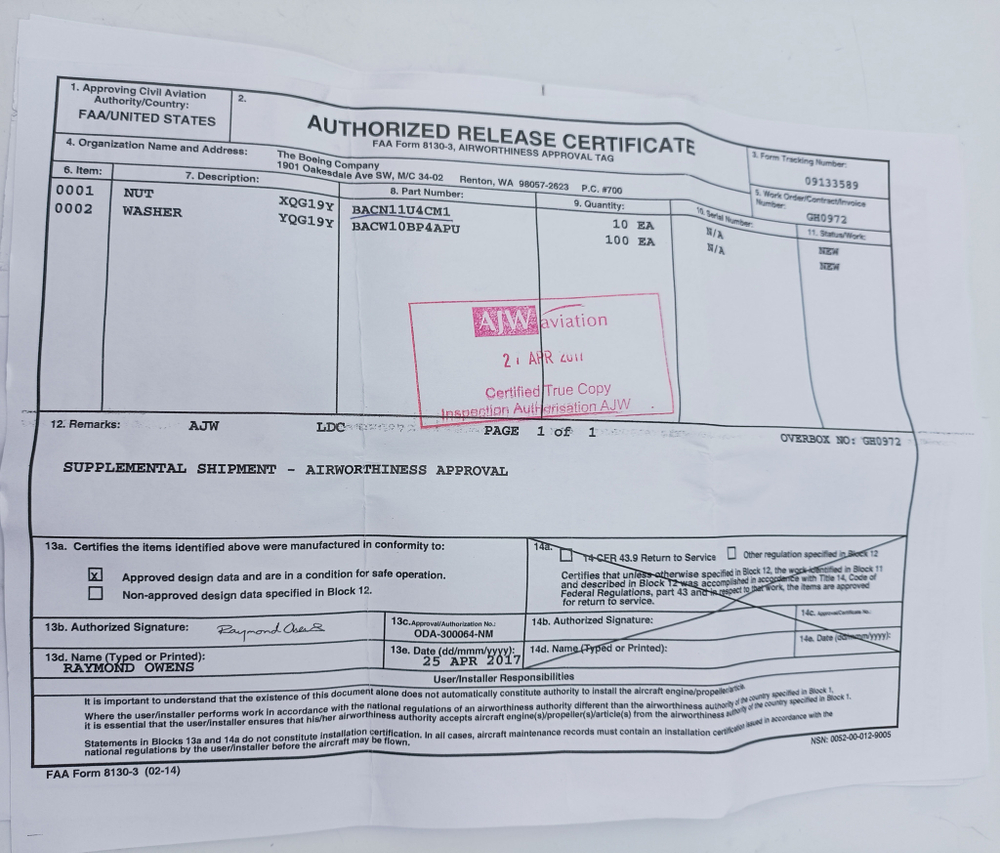 1. Approving Civil Aviation
Authority/Country:
FAA/UNITED STATES
2.
AUTHORIZED RELEASE CERTIFICATE
FAA Form 8130-3, AIRWORTHINESS APPROVAL TAG
3. Form Tracking Number:
09133589
4. Organization Name and Address:
The Boeing Company
1901 Oakesdale Ave SW, M/C 34-02 Renton, WA 98057-2623 P.C. #700
5. Work Order/Contract/Invoice
Number:
GH0972
6. Item: 7. Description: 8. Part Number: 9. Quantity: 10. Serial Number: 11. Status/Work:
0001 NUT XQG19Y BACN11U4CM1 10 EA N/A NEW
0002 WASHER YQG19Y BACW10BP4APU 100 EA N/A NEW
AJW aviation
APR
Certified True Copy
Inspection Authorisation AJW
12. Remarks: AJW LDC PAGE 1 of 1 OVERBOX NO: GH0972
SUPPLEMENTAL SHIPMENT - AIRWORTHINESS APPROVAL
13a. Certifies the items identified above were manufactured in conformity to:
X Approved design data and are in a condition for safe operation.
Non-approved design data specified in Block 12.
14a. 14 CFR 43.9 Return to Service Other regulation specified in Block 12
Certifies that unless otherwise specified in Block 12, the work identified in Block 11
and described in Block 12 was accomplished in accordance with Title 14, Code of
Federal Regulations, part 43 and in respect to that work, the items are approved
for return to service.
13b. Authorized Signature: Raymond Owens
13c. Approval/Authorization No.:
ODA-300064-NM
14b. Authorized Signature:
14c. Approval/Certificate No.:
13d. Name (Typed or Printed):
RAYMOND OWENS
13e. Date (dd/mmm/yyyy):
25 APR 2017
14d. Name (Typed or Printed):
14e. Date (dd/mmm/yyyy):
User/Installer Responsibilities
It is important to understand that the existence of this document alone does not automatically constitute authority to install the aircraft engine/propeller/article.
Where the user/installer performs work in accordance with the national regulations of an airworthiness authority different than the airworthiness authority of the country specified in Block 1,
it is essential that the user/installer ensures that his/her airworthiness authority accepts aircraft engine(s)/propeller(s)/article(s) from the airworthiness authority of the country specified in Block 1.
Statements in Blocks 13a and 14a do not constitute installation certification. In all cases, aircraft maintenance records must contain an installation certification issued in accordance with the
national regulations by the user/installer before the aircraft may be flown.
FAA Form 8130-3 (02-14)
NSN: 0052-00-012-9005